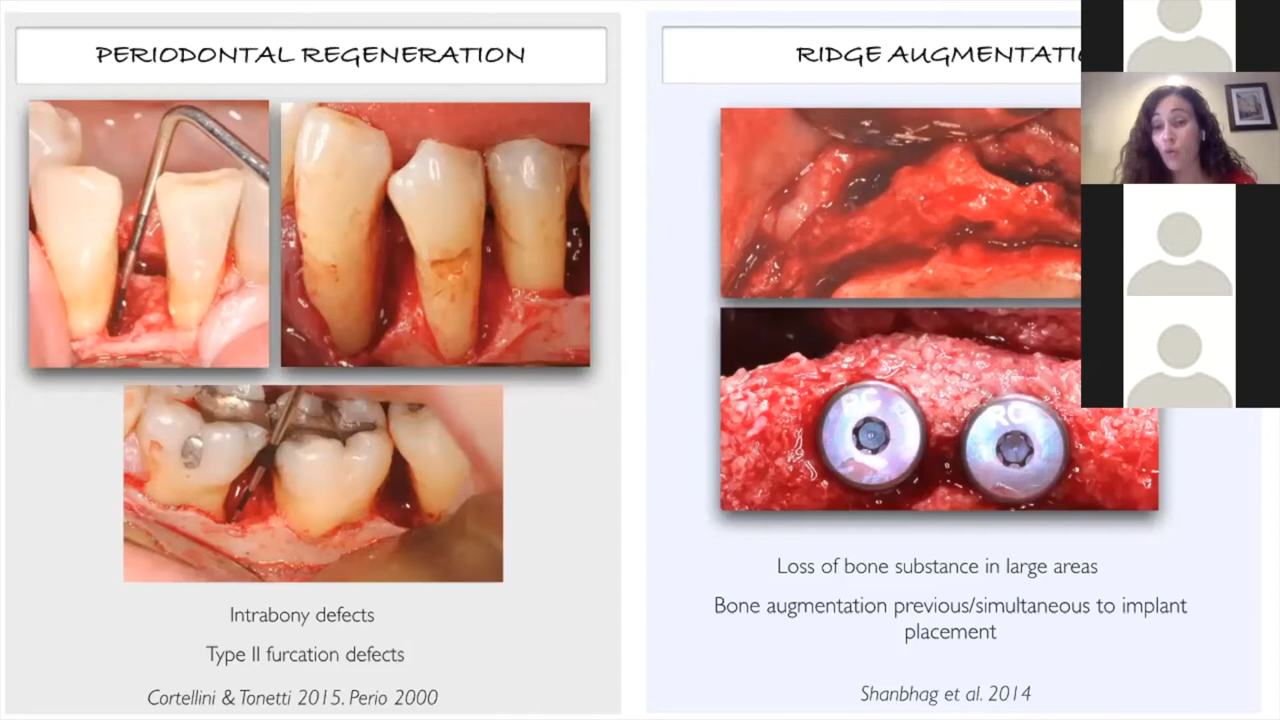 PERIODONTAL REGENERATION
Intrabony defects
Type II furcation defects
Cortellini & Tonetti 2015. Perio 2000
RIDGE
RC
RC
Loss of bone substance in large areas
Bone augmentation previous/simultaneous to implant
placement
Shanbhag et al. 2014